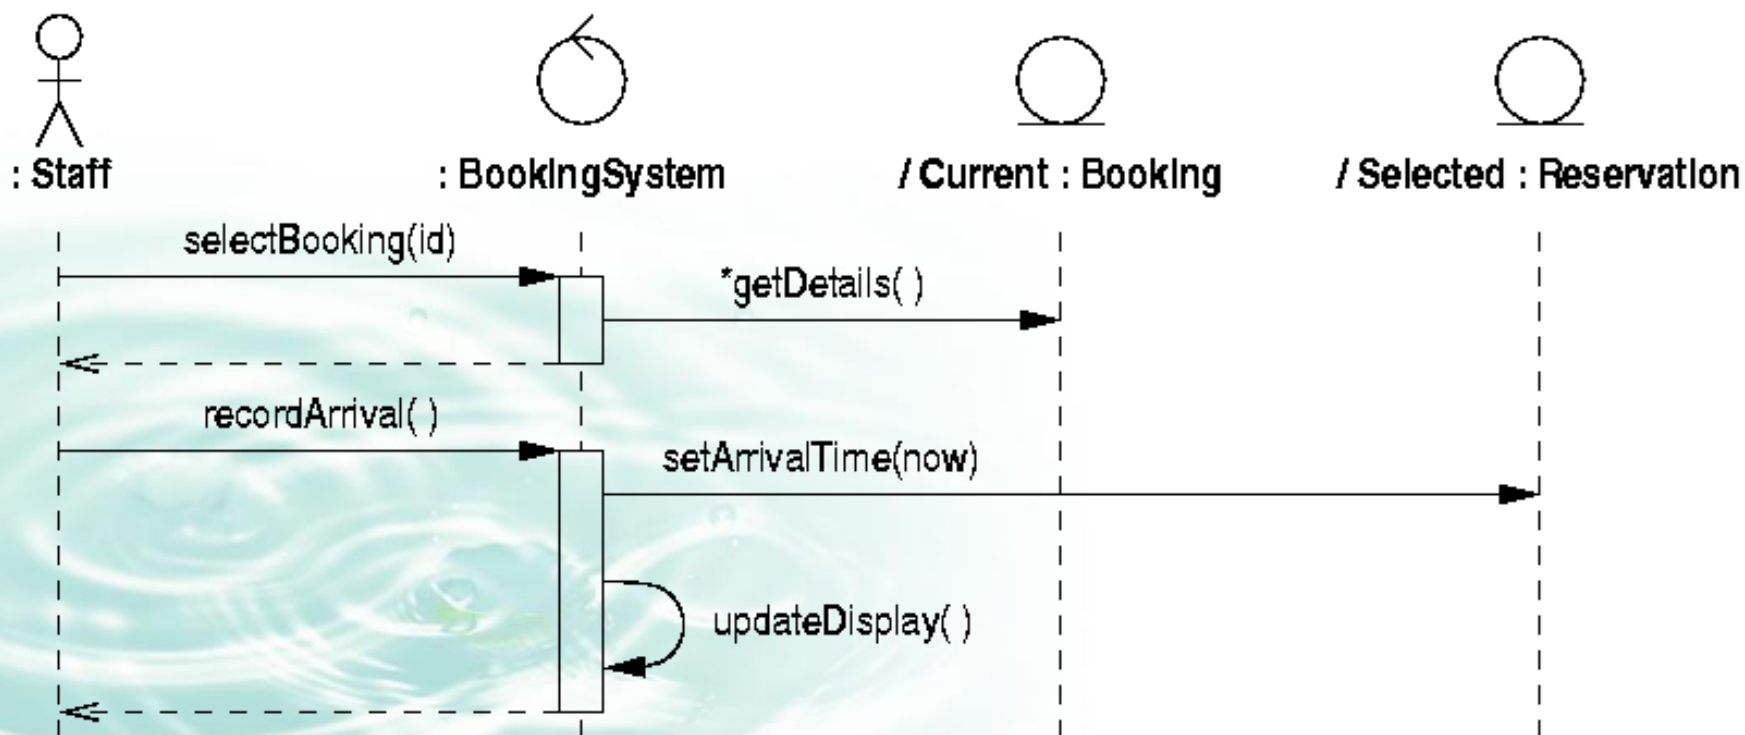 : Staff
: BookingSystem
/ Current : Booking
/ Selected : Reservation
selectBooking(id)
*getDetails( )
recordArrival( )
setArrivalTime(now)
updateDisplay( )